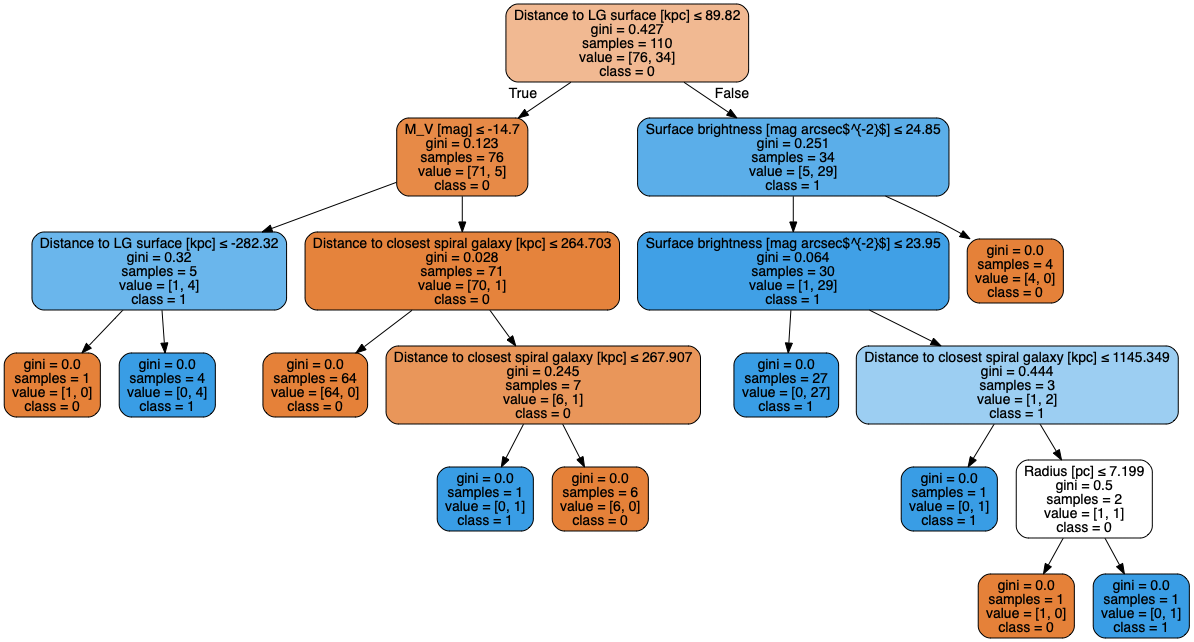 Distance to LG surface [kpc] ≤ 89.82
gini = 0.427
samples = 110
value = [76, 34]
class = 0
True
False
M_V [mag] ≤ -14.7
gini = 0.123
samples = 76
value = [71, 5]
class = 0
Surface brightness [mag arcsec$^{-2}$] ≤ 24.85
gini = 0.251
samples = 34
value = [5, 29]
class = 1
Distance to LG surface [kpc] ≤ -282.32
gini = 0.32
samples = 5
value = [1, 4]
class = 1
Distance to closest spiral galaxy [kpc] ≤ 264.703
gini = 0.028
samples = 71
value = [70, 1]
class = 0
Surface brightness [mag arcsec$^{-2}$] ≤ 23.95
gini = 0.064
samples = 30
value = [1, 29]
class = 1
gini = 0.0
samples = 4
value = [4, 0]
class = 0
gini = 0.0
samples = 1
value = [1, 0]
class = 0
gini = 0.0
samples = 4
value = [0, 4]
class = 1
gini = 0.0
samples = 64
value = [64, 0]
class = 0
Distance to closest spiral galaxy [kpc] ≤ 267.907
gini = 0.245
samples = 7
value = [6, 1]
class = 0
gini = 0.0
samples = 27
value = [0, 27]
class = 1
Distance to closest spiral galaxy [kpc] ≤ 1145.349
gini = 0.444
samples = 3
value = [1, 2]
class = 1
gini = 0.0
samples = 1
value = [0, 1]
class = 1
gini = 0.0
samples = 6
value = [6, 0]
class = 0
gini = 0.0
samples = 1
value = [0, 1]
class = 1
Radius [pc] ≤ 7.199
gini = 0.5
samples = 2
value = [1, 1]
class = 0
gini = 0.0
samples = 1
value = [1, 0]
class = 0
gini = 0.0
samples = 1
value = [0, 1]
class = 1